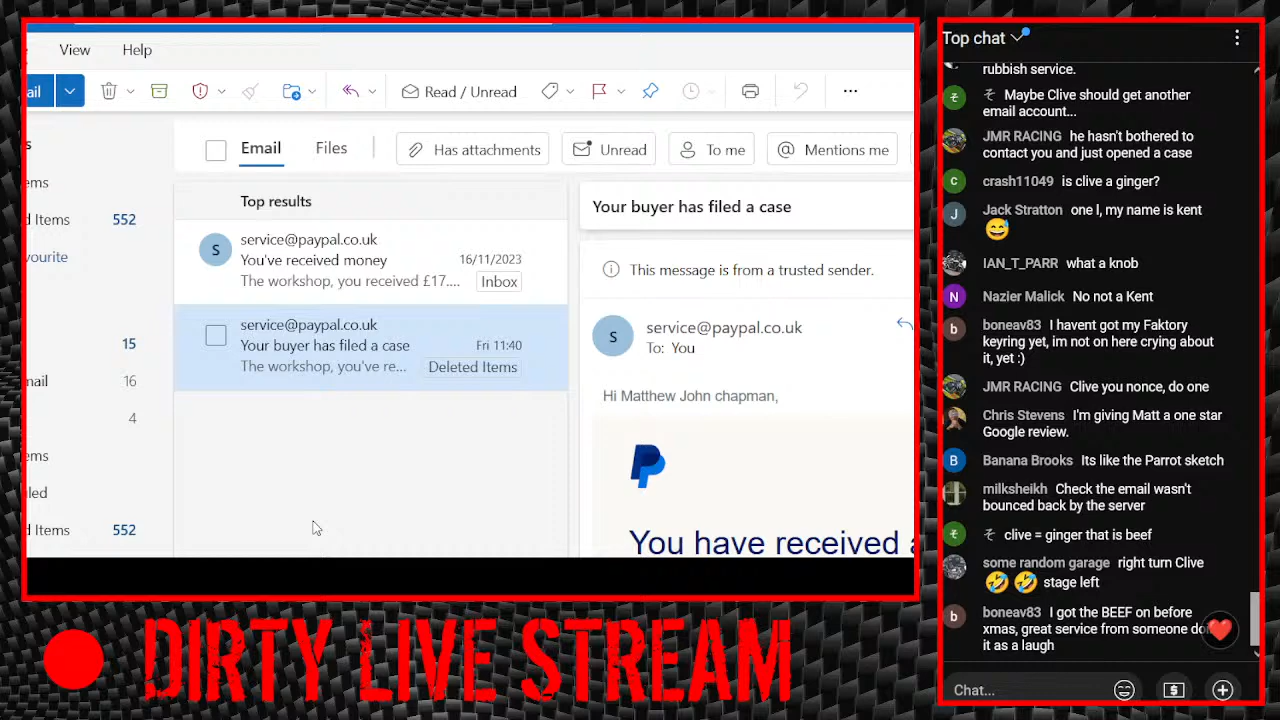 View Help
ail Read / Unread
s Email Files Has attachments Unread To me @ Mentions me
ems Top results
d Items 552
avourite
15
mail 16
4
ems
led
d Items 552
S service@paypal.co.uk
You've received money 16/11/2023
The workshop, you received £17.... Inbox
service@paypal.co.uk
Your buyer has filed a case Fri 11:40
The workshop, you've re... Deleted Items
Your buyer has filed a case
This message is from a trusted sender.
S service@paypal.co.uk
To: You
Hi Matthew John chapman,
You have received a
DIRTY LIVE STREAM
Top chat
rubbish service.
そ そ Maybe Clive should get another
email account...
JMR RACING he hasn't bothered to
contact you and just opened a case
c crash11049 is clive a ginger?
J Jack Stratton one l, my name is kent
😅
IAN_T_PARR what a knob
N Nazier Malick No not a Kent
b boneav83 I havent got my Faktory
keyring yet, im not on here crying about
it, yet :)
JMR RACING Clive you nonce, do one
Chris Stevens I'm giving Matt a one star
Google review.
B Banana Brooks Its like the Parrot sketch
milksheikh Check the email wasn't
bounced back by the server
そ そ clive = ginger that is beef
some random garage right turn Clive
🤣 🤣 stage left
b boneav83 I got the BEEF on before
xmas, great service from someone do
it as a laugh
Chat...